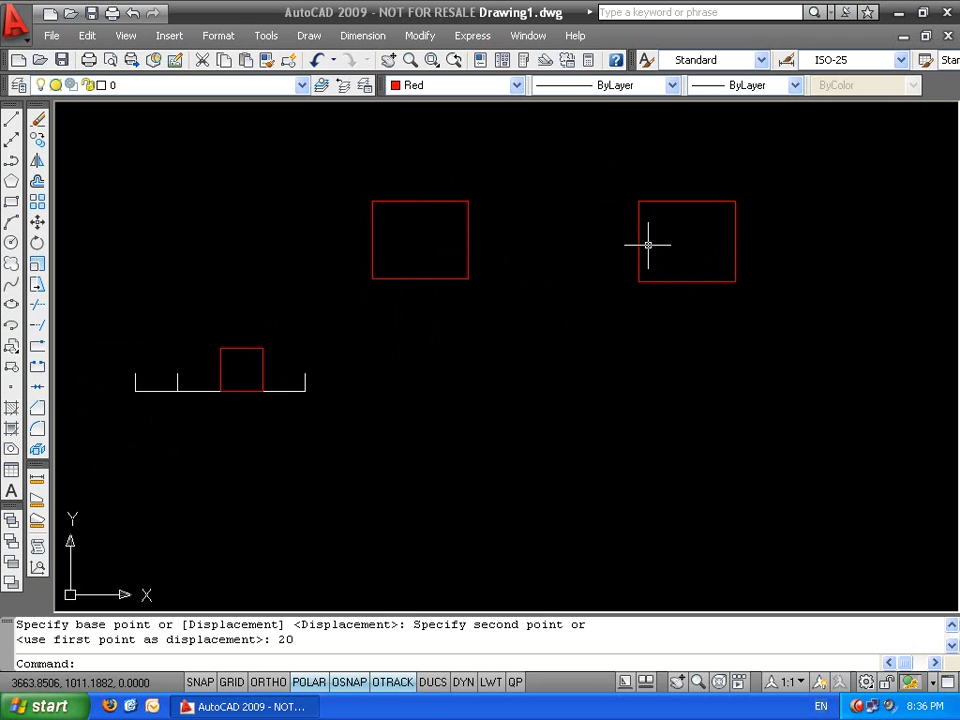 AutoCAD 2009 - NOT FOR RESALE Drawing1.dwg
Type a keyword or phrase
File Edit View Insert Format Tools Draw Dimension Modify Express Window Help
Standard ISO-25 Star
0 Red ByLayer ByLayer ByColor
A
Y
X
Specify base point or [Displacement] <Displacement>: Specify second point or
<use first point as displacement>: 20
Command:
3663.8506, 1011.1882, 0.0000 SNAP GRID ORTHO POLAR OSNAP OTRACK DUCS DYN LWT QP 1:1
start AutoCAD 2009 - NOT... EN 8:36 PM